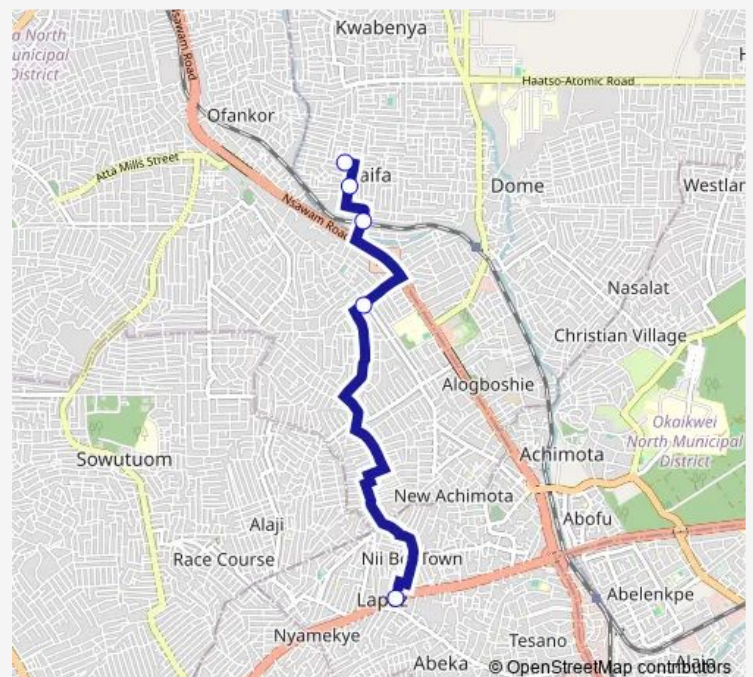 Kwabenya
Haatso-Atomic Road
a North
unicipal
District
Nsawam Road
Ofankor
Atta Mills Street
aifa
Dome
Westlan
Nsawam Road
Nasalat
Christian Village
Alogboshie
Okaikwei
North Municipal
District
Sowutuom
Achimota
New Achimota
Abofu
Alaji
Race Course
Nii Bo Town
Abelenkpe
Lap
Nyamekye
Tesano
Abeka
© OpenStreetMap contributors